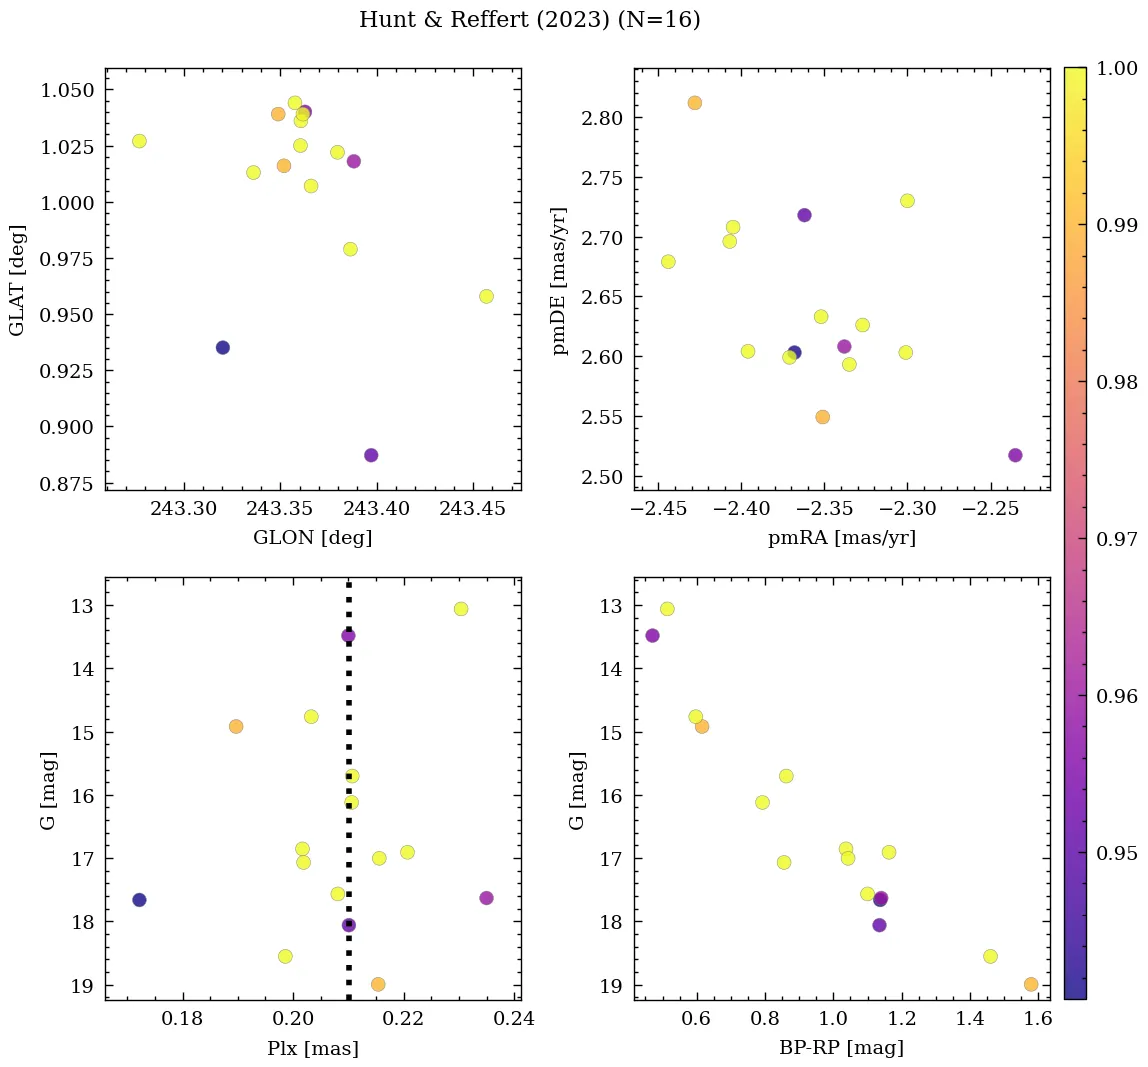 Hunt & Reffert (2023) (N=16)
1.050
1.025
1.000
0.975
0.950
0.925
0.900
0.875
GLAT [deg]
243.30 243.35 243.40 243.45
GLON [deg]
2.80
2.75
2.70
2.65
2.60
2.55
2.50
pmDE [mas/yr]
−2.45 −2.40 −2.35 −2.30 −2.25
pmRA [mas/yr]
13
14
15
16
17
18
19
G [mag]
0.18 0.20 0.22 0.24
Plx [mas]
13
14
15
16
17
18
19
G [mag]
0.6 0.8 1.0 1.2 1.4 1.6
BP-RP [mag]
1.00
0.99
0.98
0.97
0.96
0.95